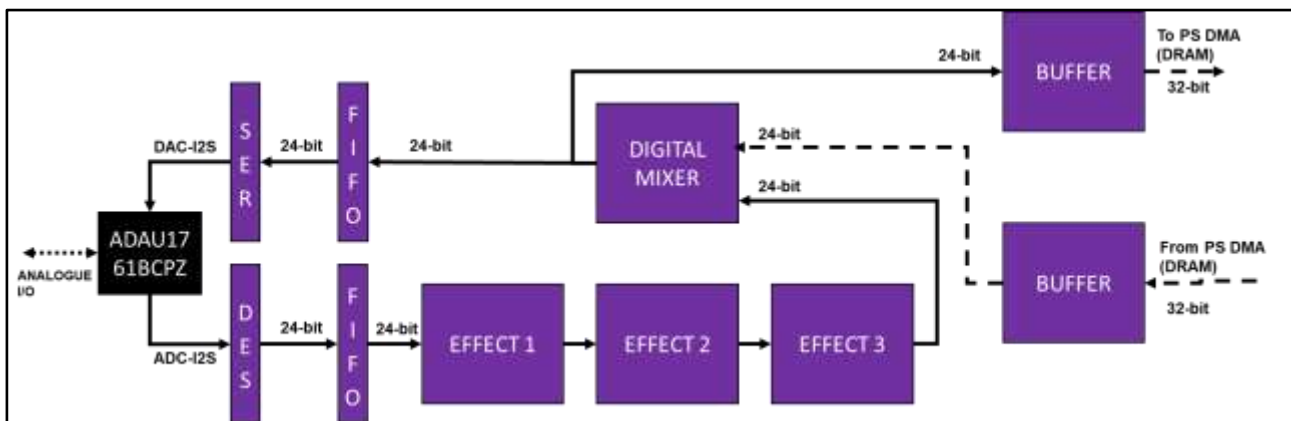 24-bit
BUFFER
To PS DMA
(DRAM)
32-bit
S
E
R
F
I
F
O
DAC-I2S
24-bit
24-bit
DIGITAL
MIXER
24-bit
24-bit
ADAU17
61BCPZ
ANALOGUE
I/O
BUFFER
From PS DMA
(DRAM)
32-bit
ADC-I2S
D
E
S
24-bit
F
I
F
O
24-bit
EFFECT 1
EFFECT 2
EFFECT 3